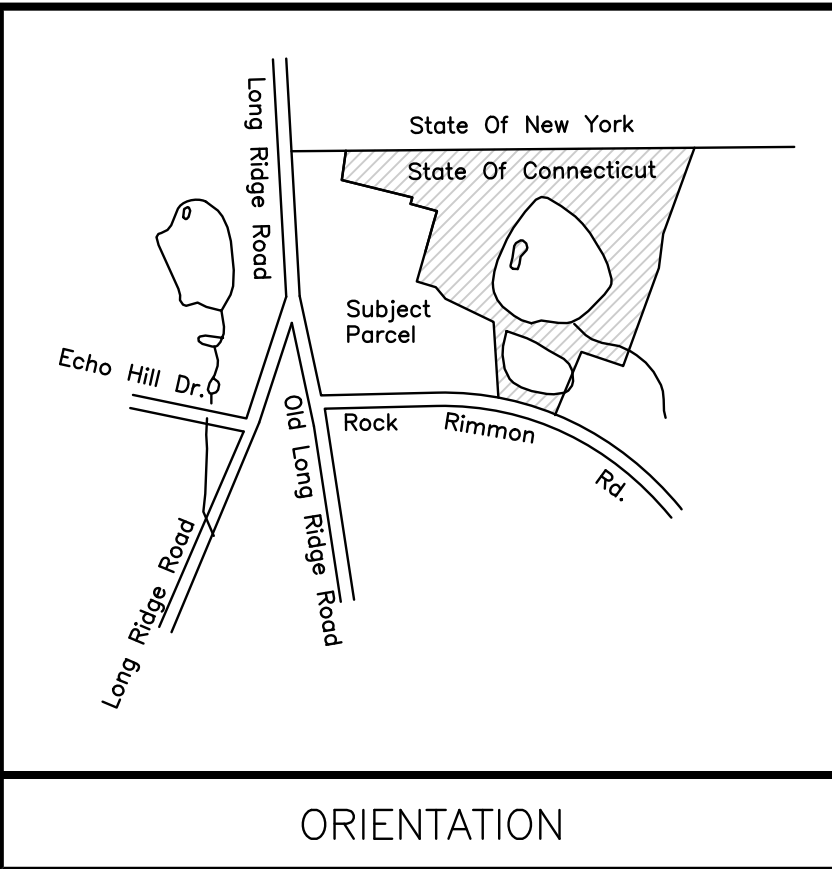 Long Ridge Road
State Of New York
State Of Connecticut
Subject
Parcel
Echo Hill Dr.
Old Long Ridge Road
Rock Rimmon Rd.
Long Ridge Road
ORIENTATION